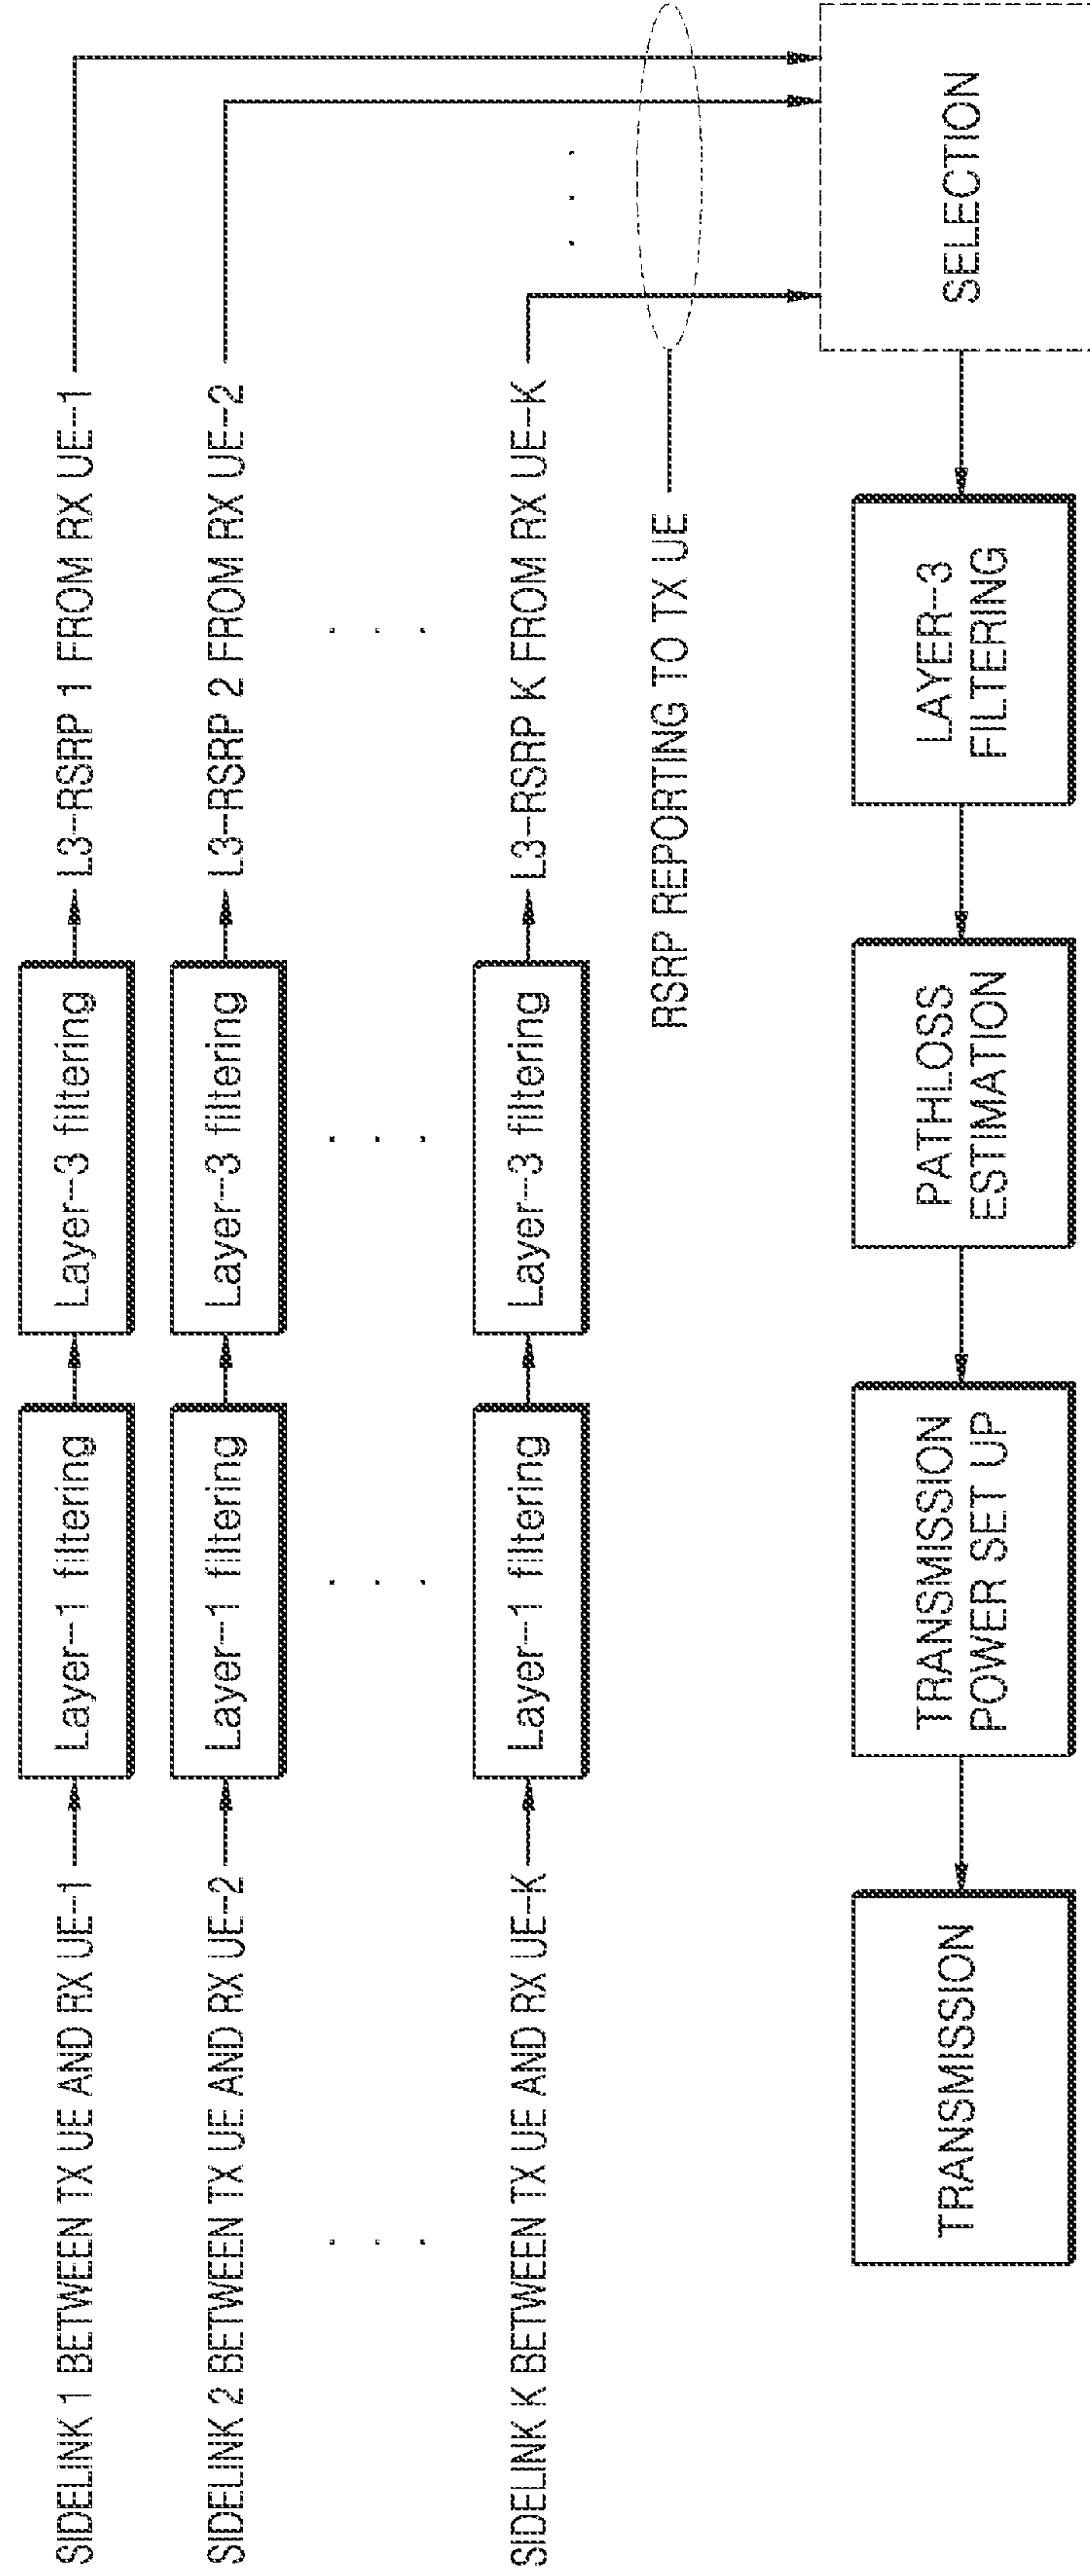 SIDELINK 1 BETWEEN TX UE AND RX UE-1
Layer-1 filtering
Layer-3 filtering
L3-RSRP 1 FROM RX UE-1
SIDELINK 2 BETWEEN TX UE AND RX UE-2
Layer-1 filtering
Layer-3 filtering
L3-RSRP 2 FROM RX UE-2
SIDELINK K BETWEEN TX UE AND RX UE-K
Layer-1 filtering
Layer-3 filtering
L3-RSRP K FROM RX UE-K
RSRP REPORTING TO TX UE
TRANSMISSION
TRANSMISSION
POWER SET UP
PATHLOSS
ESTIMATION
LAYER-3
FILTERING
SELECTION